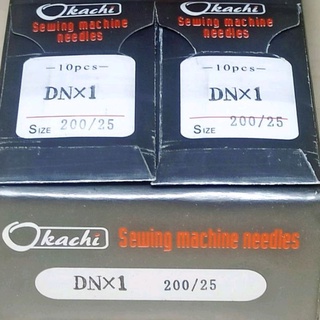 Okachi
Sewing machine needles
10pcs
DN×1
SIZE 200/25
Okachi
Sewing machine needles
10pcs
DN×1
SIZE 200/25
Okachi Sewing machine needles
DN×1 200/25